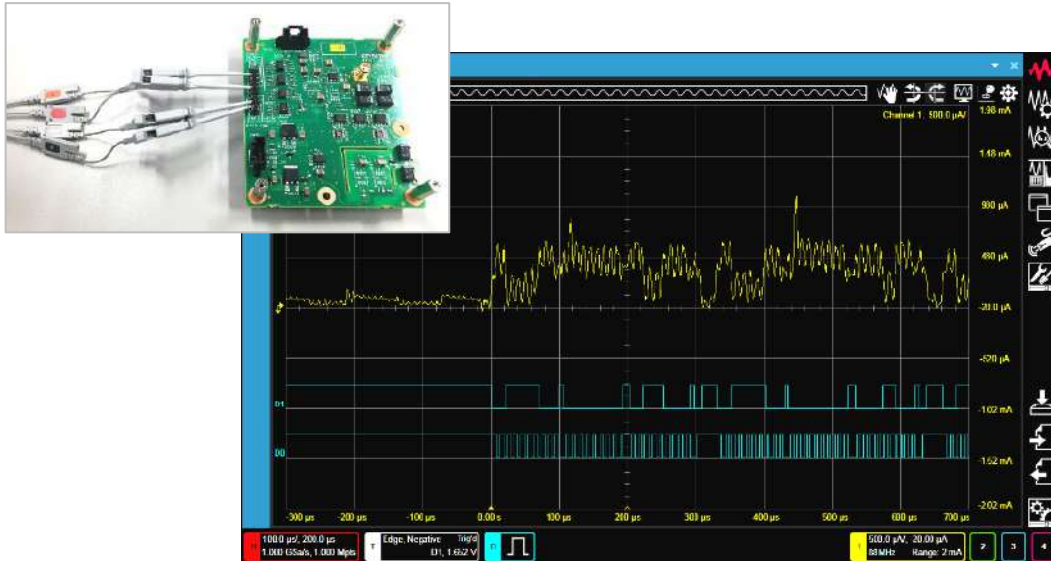 Channel 1, 500.0 µA/
1.98 mA
1.48 mA
980 µA
480 µA
-20.0 µA
-520 µA
D1
-1.02 mA
D0
-1.52 mA
-2.02 mA
-300 µs -200 µs -100 µs 0.00 s 100 µs 200 µs 300 µs 400 µs 500 µs 600 µs 700 µs
H 100.0 µs/, 200.0 µs
1.000 GSa/s, 1.000 Mpts
T Edge, Negative Trig'd
D1, 1.652 V
D
1 500.0 µA/, 20.00 µA
88MHz Range: 2mA
2 3 4